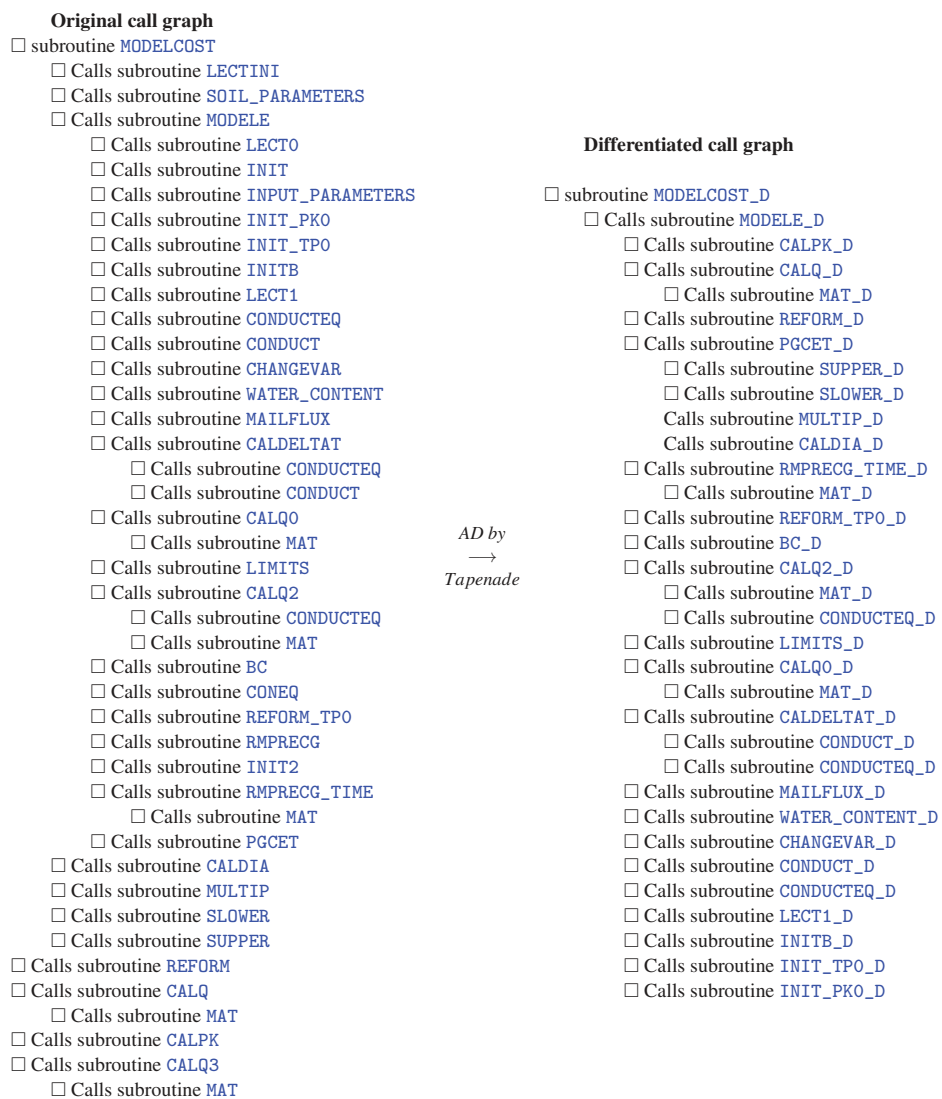 Original call graph
☐ subroutine MODELCOST
☐ Calls subroutine LECTINI
☐ Calls subroutine SOIL_PARAMETERS
☐ Calls subroutine MODELE
☐ Calls subroutine LECT0
☐ Calls subroutine INIT
☐ Calls subroutine INPUT_PARAMETERS
☐ Calls subroutine INIT_PK0
☐ Calls subroutine INIT_TP0
☐ Calls subroutine INITB
☐ Calls subroutine LECT1
☐ Calls subroutine CONDUCTEQ
☐ Calls subroutine CONDUCT
☐ Calls subroutine CHANGEVAR
☐ Calls subroutine WATER_CONTENT
☐ Calls subroutine MAILFLUX
☐ Calls subroutine CALDELTAT
☐ Calls subroutine CONDUCTEQ
☐ Calls subroutine CONDUCT
☐ Calls subroutine CALQ0
☐ Calls subroutine MAT
☐ Calls subroutine LIMITS
☐ Calls subroutine CALQ2
☐ Calls subroutine CONDUCTEQ
☐ Calls subroutine MAT
☐ Calls subroutine BC
☐ Calls subroutine CONEQ
☐ Calls subroutine REFORM_TP0
☐ Calls subroutine RMPRECG
☐ Calls subroutine INIT2
☐ Calls subroutine RMPRECG_TIME
☐ Calls subroutine MAT
☐ Calls subroutine PGCET
☐ Calls subroutine CALDIA
☐ Calls subroutine MULTIP
☐ Calls subroutine SLOWER
☐ Calls subroutine SUPPER
☐ Calls subroutine REFORM
☐ Calls subroutine CALQ
☐ Calls subroutine MAT
☐ Calls subroutine CALPK
☐ Calls subroutine CALQ3
☐ Calls subroutine MAT
AD by
→
Tapenade
Differentiated call graph
☐ subroutine MODELCOST_D
☐ Calls subroutine MODELE_D
☐ Calls subroutine CALPK_D
☐ Calls subroutine CALQ_D
☐ Calls subroutine MAT_D
☐ Calls subroutine REFORM_D
☐ Calls subroutine PGCET_D
☐ Calls subroutine SUPPER_D
☐ Calls subroutine SLOWER_D
Calls subroutine MULTIP_D
Calls subroutine CALDIA_D
☐ Calls subroutine RMPRECG_TIME_D
☐ Calls subroutine MAT_D
☐ Calls subroutine REFORM_TP0_D
☐ Calls subroutine BC_D
☐ Calls subroutine CALQ2_D
☐ Calls subroutine MAT_D
☐ Calls subroutine CONDUCTEQ_D
☐ Calls subroutine LIMITS_D
☐ Calls subroutine CALQ0_D
☐ Calls subroutine MAT_D
☐ Calls subroutine CALDELTAT_D
☐ Calls subroutine CONDUCT_D
☐ Calls subroutine CONDUCTEQ_D
☐ Calls subroutine MAILFLUX_D
☐ Calls subroutine WATER_CONTENT_D
☐ Calls subroutine CHANGEVAR_D
☐ Calls subroutine CONDUCT_D
☐ Calls subroutine CONDUCTEQ_D
☐ Calls subroutine LECT1_D
☐ Calls subroutine INITB_D
☐ Calls subroutine INIT_TP0_D
☐ Calls subroutine INIT_PK0_D